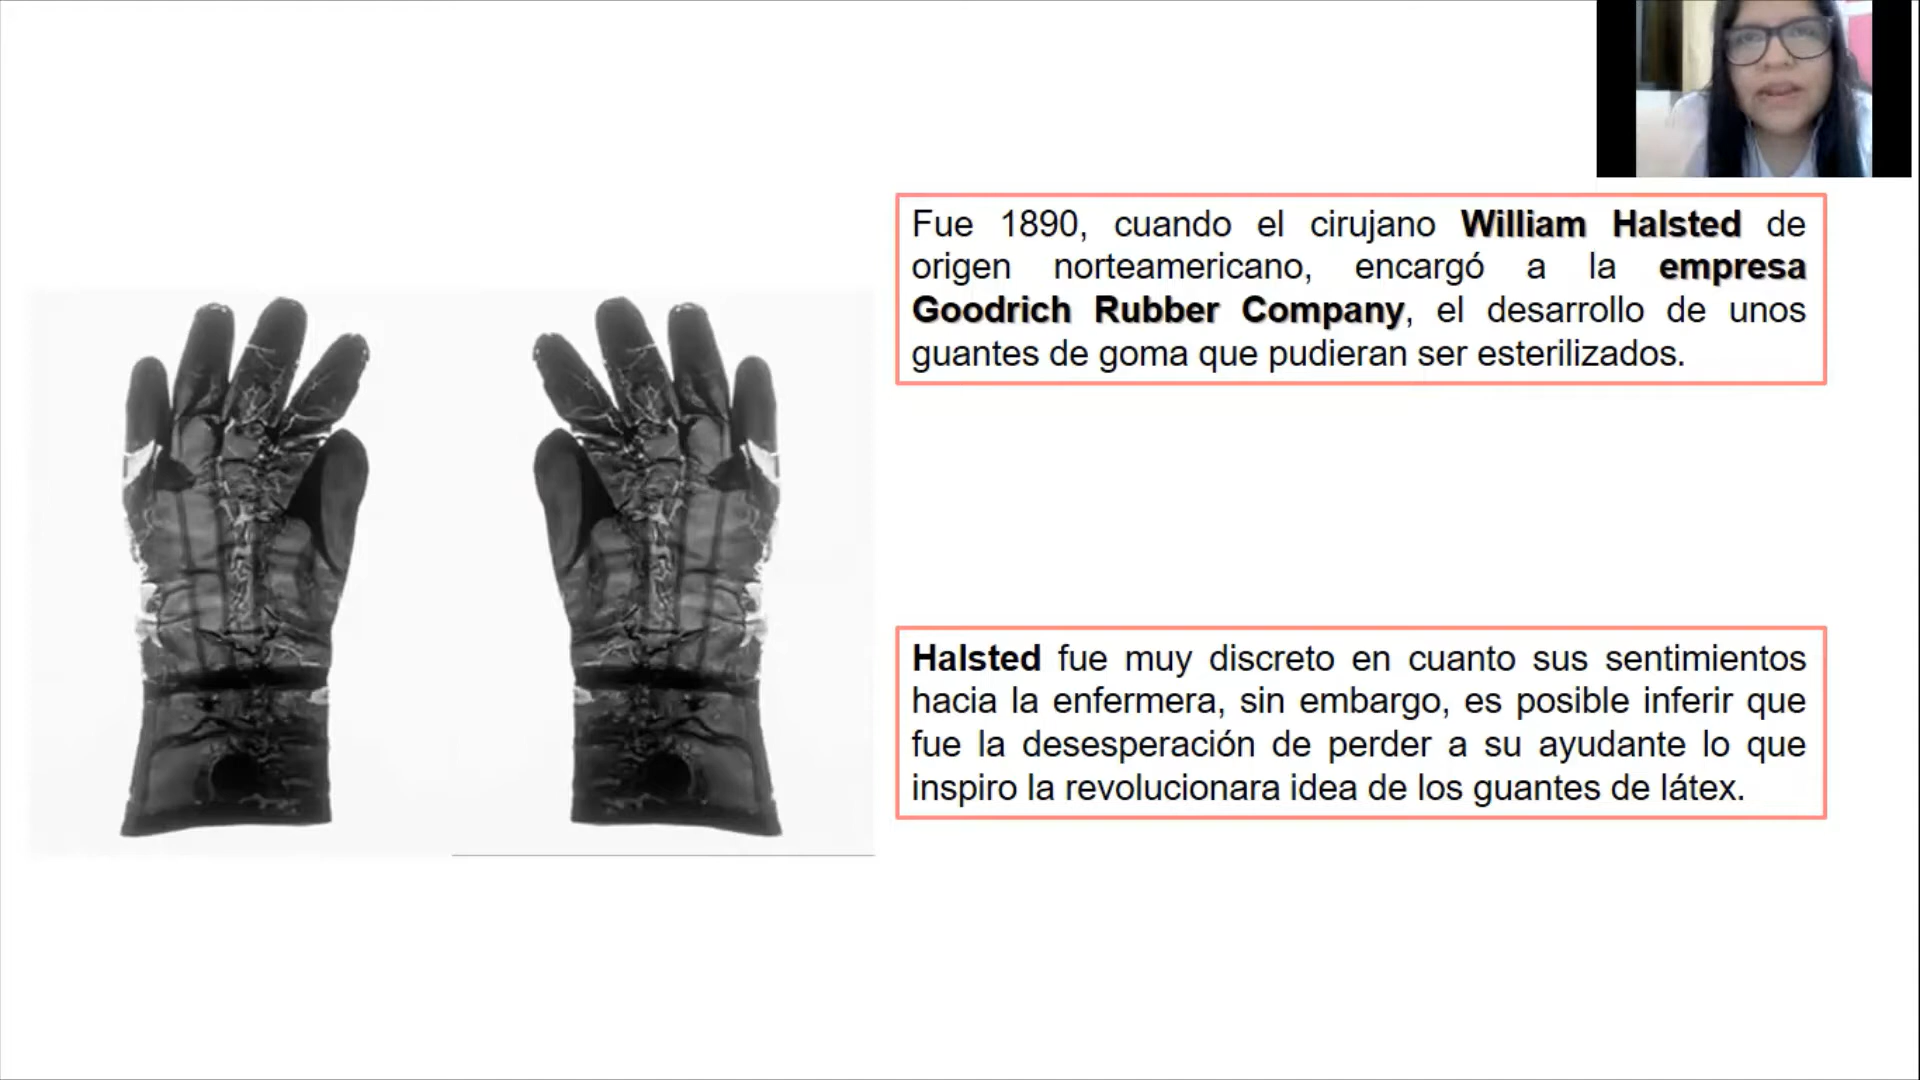 Fue 1890, cuando el cirujano William Halsted de
origen norteamericano, encargó a la empresa
Goodrich Rubber Company, el desarrollo de unos
guantes de goma que pudieran ser esterilizados.
Halsted fue muy discreto en cuanto sus sentimientos
hacia la enfermera, sin embargo, es posible inferir que
fue la desesperación de perder a su ayudante lo que
inspiro la revolucionara idea de los guantes de látex.